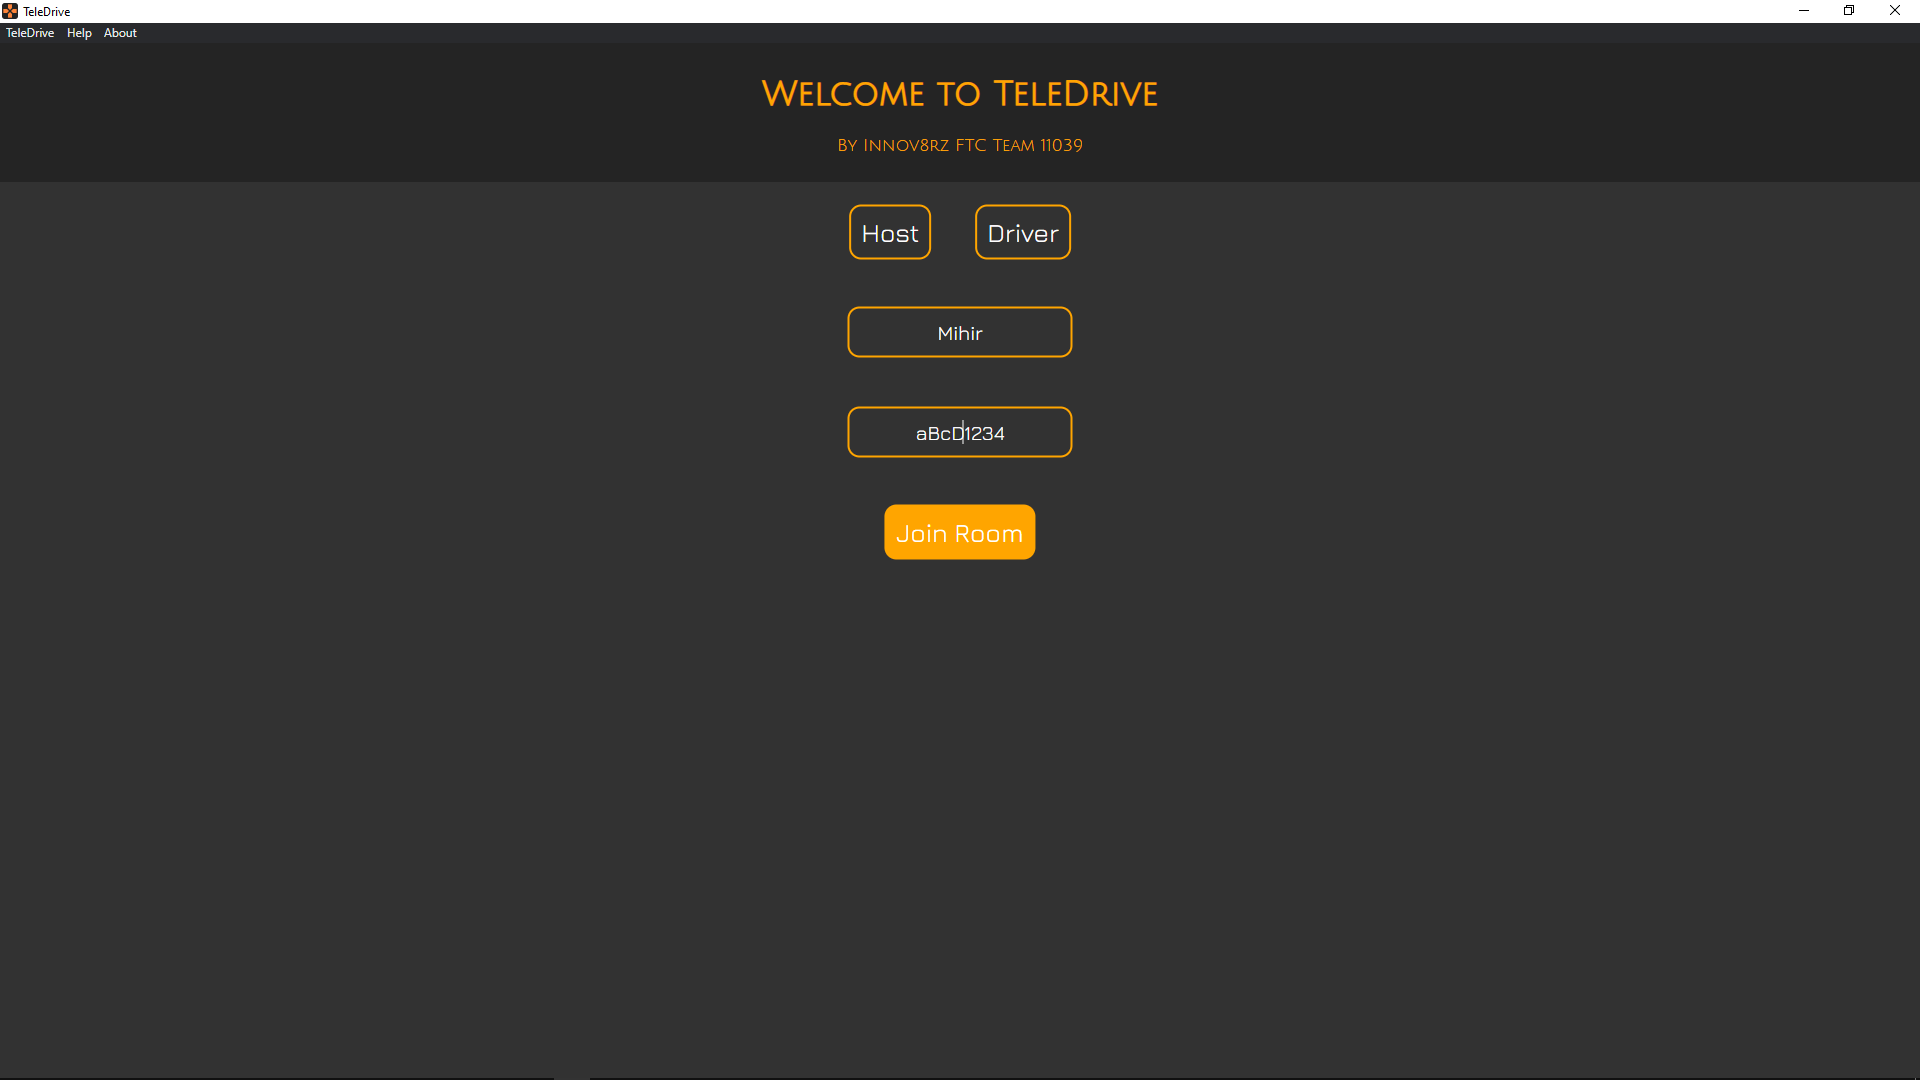 TeleDrive
TeleDrive Help About
Welcome to TeleDrive
By Innov8rz FTC Team 11039
Host Driver
Mihir
aBcD1234
Join Room